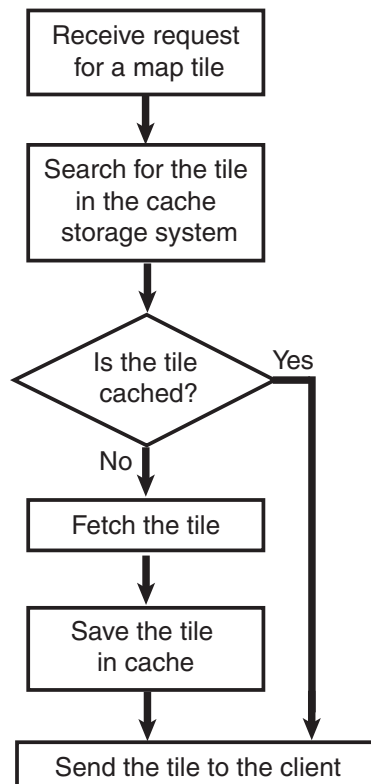 Receive request
for a map tile
Search for the tile
in the cache
storage system
Is the tile
cached?
Yes
No
Fetch the tile
Save the tile
in cache
Send the tile to the client